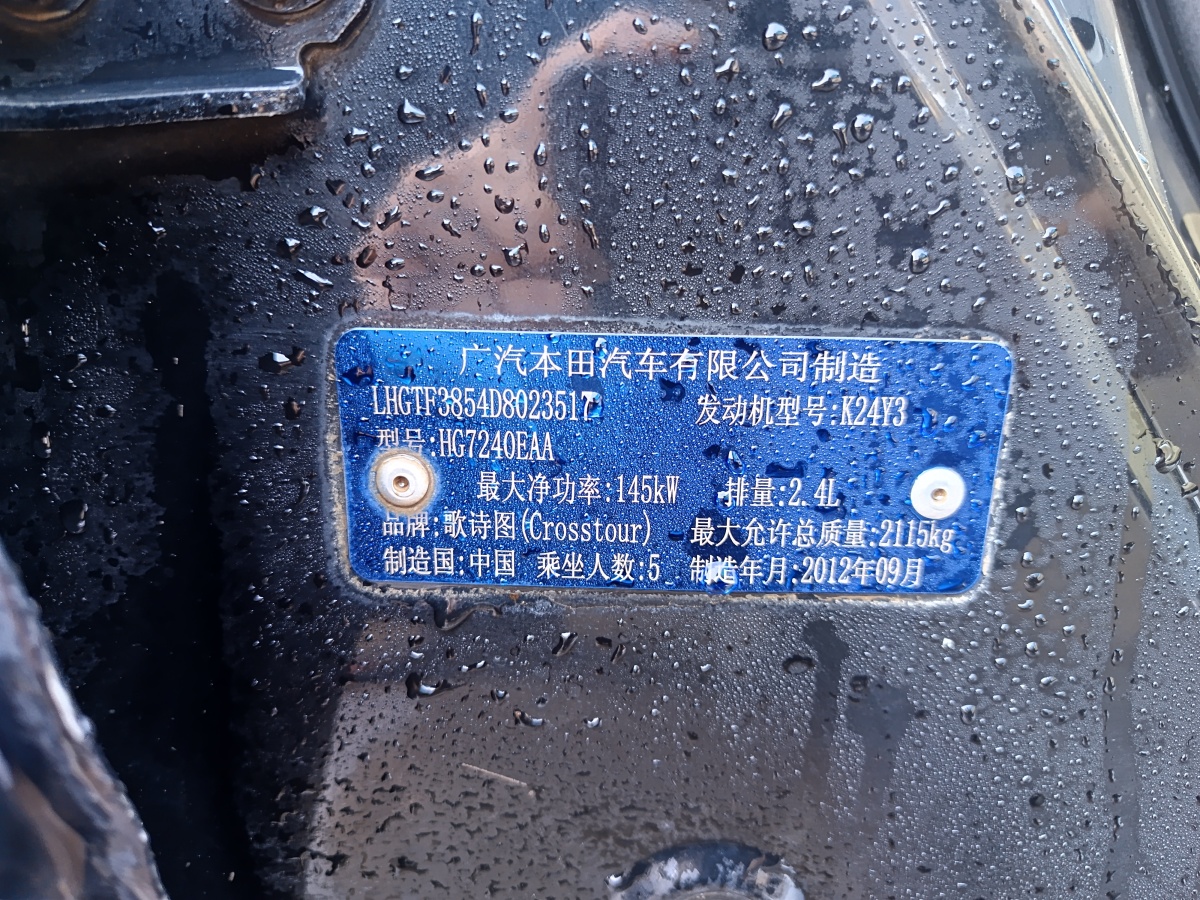 广汽本田汽车有限公司制造
LHGTF3854D8023517 发动机型号:K24Y3
型号:HG7240EAA
最大净功率:145kW 排量:2.4L
品牌:歌诗图(Crosstour) 最大允许总质量:2115kg
制造国:中国 乘坐人数:5 制造年月:2012年09月